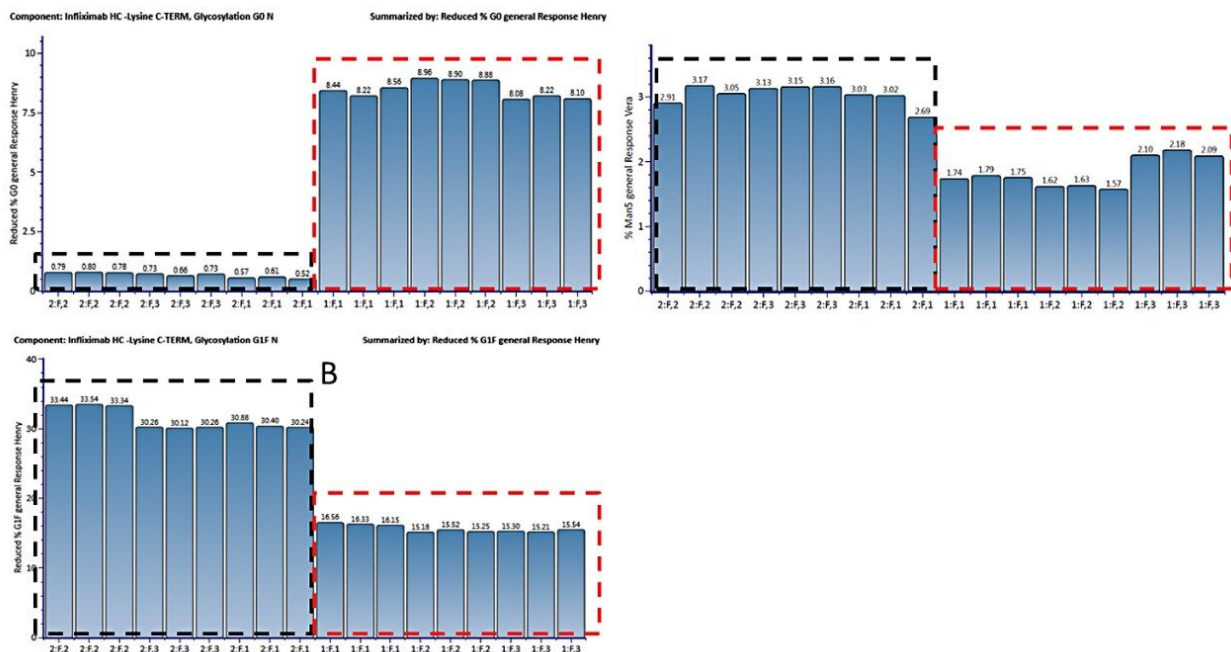 Component: Infliximab HC -Lysine C-TERM, Glycosylation G0 N
Summarized by: Reduced % G0 general Response Henry
Reduced % G0 general Response Henry
10
7.5
5
2.5
0
0.79 0.80 0.78 0.73 0.66 0.73 0.57 0.61 0.52 8.44 8.22 8.56 8.96 8.90 8.88 8.08 8.22 8.10
2:F,2 2:F,2 2:F,2 2:F,3 2:F,3 2:F,3 2:F,1 2:F,1 2:F,1 1:F,1 1:F,1 1:F,1 1:F,2 1:F,2 1:F,2 1:F,3 1:F,3 1:F,3
% Man5 general Response Vera
3
2
1
0
2.91 3.17 3.05 3.13 3.15 3.16 3.03 3.02 2.69 1.74 1.79 1.75 1.62 1.63 1.57 2.10 2.18 2.09
2:F,2 2:F,2 2:F,2 2:F,3 2:F,3 2:F,3 2:F,1 2:F,1 2:F,1 1:F,1 1:F,1 1:F,1 1:F,2 1:F,2 1:F,2 1:F,3 1:F,3 1:F,3
Component: Infliximab HC -Lysine C-TERM, Glycosylation G1F N
Summarized by: Reduced % G1F general Response Henry
B
Reduced % G1F general Response Henry
40
30
20
10
0
33.44 33.54 33.34 30.26 30.12 30.26 30.88 30.40 30.24 16.56 16.33 16.15 15.18 15.52 15.25 15.30 15.21 15.54
2:F,2 2:F,2 2:F,2 2:F,3 2:F,3 2:F,3 2:F,1 2:F,1 2:F,1 1:F,1 1:F,1 1:F,1 1:F,2 1:F,2 1:F,2 1:F,3 1:F,3 1:F,3